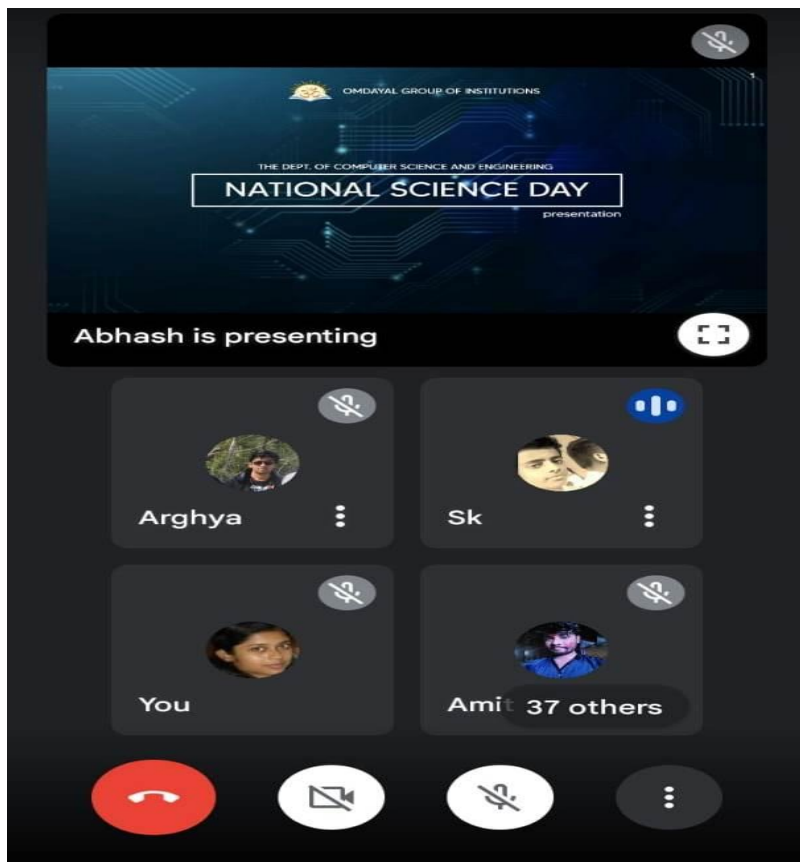 1
OMDAYAL GROUP OF INSTITUTIONS
THE DEPT. OF COMPUTER SCIENCE AND ENGINEERING
NATIONAL SCIENCE DAY
presentation
Abhash is presenting
Arghya
Sk
You
Amit
37 others